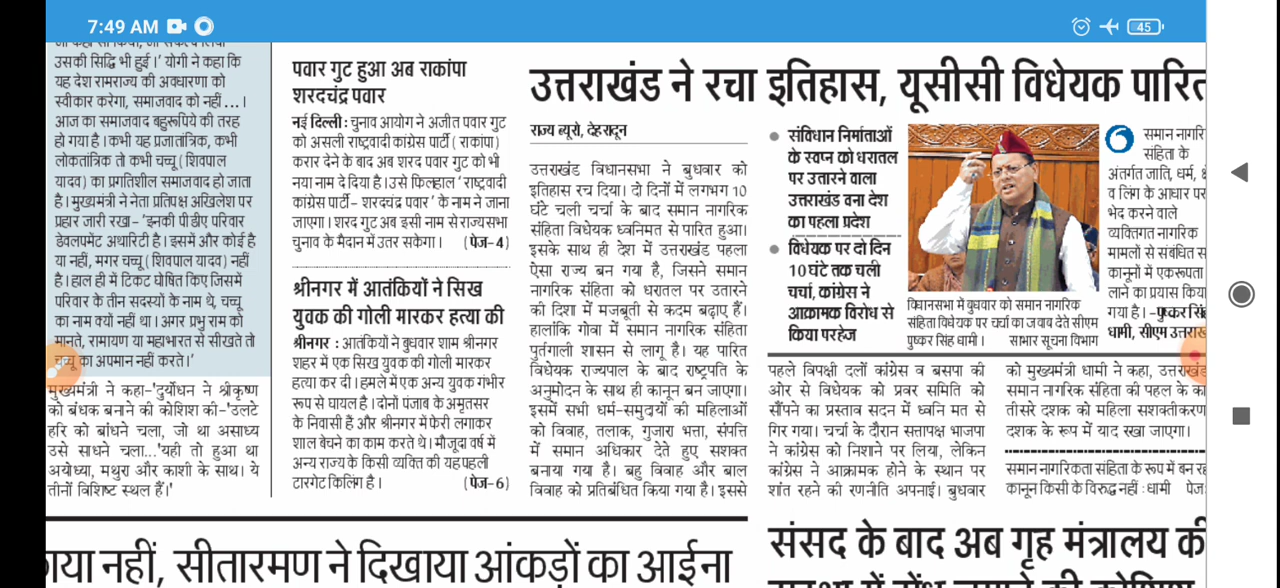 7:49 AM
45
उसकी सिद्धि भी हुई।' योगी ने कहा कि
यह देश रामराज्य की अवधारणा को
स्वीकार करेगा, समाजवाद को नहीं...।
आज का समाजवाद बहुरूपिये की तरह
हो गया है। कभी यह प्रजातांत्रिक, कभी
लोकतांत्रिक तो कभी चच्चू (शिवपाल
यादव) का प्रगतिशील समाजवाद हो जाता
है। मुख्यमंत्री ने नेता प्रतिपक्ष अखिलेश पर
प्रहार जारी रखा- 'इनकी पीडीए परिवार
डेवलपमेंट अथारिटी है। इसमें और कोई है
या नहीं, मगर चच्चू (शिवपाल यादव) नहीं
है। हाल ही में टिकट घोषित किए जिसमें
परिवार के तीन सदस्यों के नाम थे, चच्चू
का नाम क्यों नहीं था। अगर प्रभु राम को
मानते, रामायण या महाभारत से सीखते तो
चच्चू का अपमान नहीं करते।'
मुख्यमंत्री ने कहा-'दुर्योधन ने श्रीकृष्ण
को बंधक बनाने की कोशिश की-'उलटे
हरि को बांधने चला, जो था असाध्य
उसे साधने चला...'यही तो हुआ था
अयोध्या, मथुरा और काशी के साथ। ये
तीनों विशिष्ट स्थल हैं।'
पवार गुट हुआ अब राकांपा
शरदचंद्र पवार
नई दिल्ली: चुनाव आयोग ने अजीत पवार गुट
को असली राष्ट्रवादी कांग्रेस पार्टी (राकांपा)
करार देने के बाद अब शरद पवार गुट को भी
नया नाम दे दिया है। उसे फिलहाल 'राष्ट्रवादी
कांग्रेस पार्टी- शरदचंद्र पवार' के नाम ने जाना
जाएगा। शरद गुट अब इसी नाम से राज्यसभा
चुनाव के मैदान में उतर सकेगा। (पेज-4)
श्रीनगर में आतंकियों ने सिख
युवक की गोली मारकर हत्या की
श्रीनगर : आतंकियों ने बुधवार शाम श्रीनगर
शहर में एक सिख युवक की गोली मारकर
हत्या कर दी। हमले में एक अन्य युवक गंभीर
रूप से घायल है। दोनों पंजाब के अमृतसर
के निवासी हैं और श्रीनगर में फेरी लगाकर
शाल बेचने का काम करते थे। मौजूदा वर्ष में
अन्य राज्य के किसी व्यक्ति की यह पहली
टारगेट किलिंग है। (पेज-6)
उत्तराखंड ने रचा इतिहास, यूसीसी विधेयक पारित
राज्य ब्यूरो, देहरादून
उत्तराखंड विधानसभा ने बुधवार को
इतिहास रच दिया। दो दिनों में लगभग 10
घंटे चली चर्चा के बाद समान नागरिक
संहिता विधेयक ध्वनिमत से पारित हुआ।
इसके साथ ही देश में उत्तराखंड पहला
ऐसा राज्य बन गया है, जिसने समान
नागरिक संहिता को धरातल पर उतारने
की दिशा में मजबूती से कदम बढ़ाए हैं।
हालांकि गोवा में समान नागरिक संहिता
पुर्तगाली शासन से लागू है। यह पारित
विधेयक राज्यपाल के बाद राष्ट्रपति के
अनुमोदन के साथ ही कानून बन जाएगा।
इसमें सभी धर्म-समुदायों की महिलाओं
को विवाह, तलाक, गुजारा भत्ता, संपत्ति
में समान अधिकार देते हुए सशक्त
बनाया गया है। बहु विवाह और बाल
विवाह को प्रतिबंधित किया गया है। इससे
संविधान निर्माताओं
के स्वप्न को धरातल
पर उतारने वाला
उत्तराखंड बना देश
का पहला प्रदेश
विधेयक पर दो दिन
10 घंटे तक चली
चर्चा, कांग्रेस ने
आक्रामक विरोध से
किया परहेज
विधानसभा में बुधवार को समान नागरिक
संहिता विधेयक पर चर्चा का जवाब देते सीएम
पुष्कर सिंह धामी। साभार सूचना विभाग
समान नागरि
संहिता के
अंतर्गत जाति, धर्म, क्षे
व लिंग के आधार पर
भेद करने वाले
व्यक्तिगत नागरिक
मामलों से संबंधित स
कानूनों में एकरूपता
लाने का प्रयास किया
गया है। -पुष्कर सिं
धामी, सीएम उत्तराखं
पहले विपक्षी दलों कांग्रेस व बसपा की
ओर से विधेयक को प्रवर समिति को
सौंपने का प्रस्ताव सदन में ध्वनि मत से
गिर गया। चर्चा के दौरान सत्तापक्ष भाजपा
ने कांग्रेस को निशाने पर लिया, लेकिन
कांग्रेस ने आक्रामक होने के स्थान पर
शांत रहने की रणनीति अपनाई। बुधवार
को मुख्यमंत्री धामी ने कहा, उत्तराखंड
समान नागरिक संहिता की पहल के का
तीसरे दशक को महिला सशक्तीकरण
दशक के रूप में याद रखा जाएगा।
समान नागरिकता संहिता के रूप में बन रह
कानून किसी के विरुद्ध नहीं : धामी पेज
ाया नहीं, सीतारमण ने दिखाया आंकड़ों का आईना
संसद के बाद अब गृह मंत्रालय की